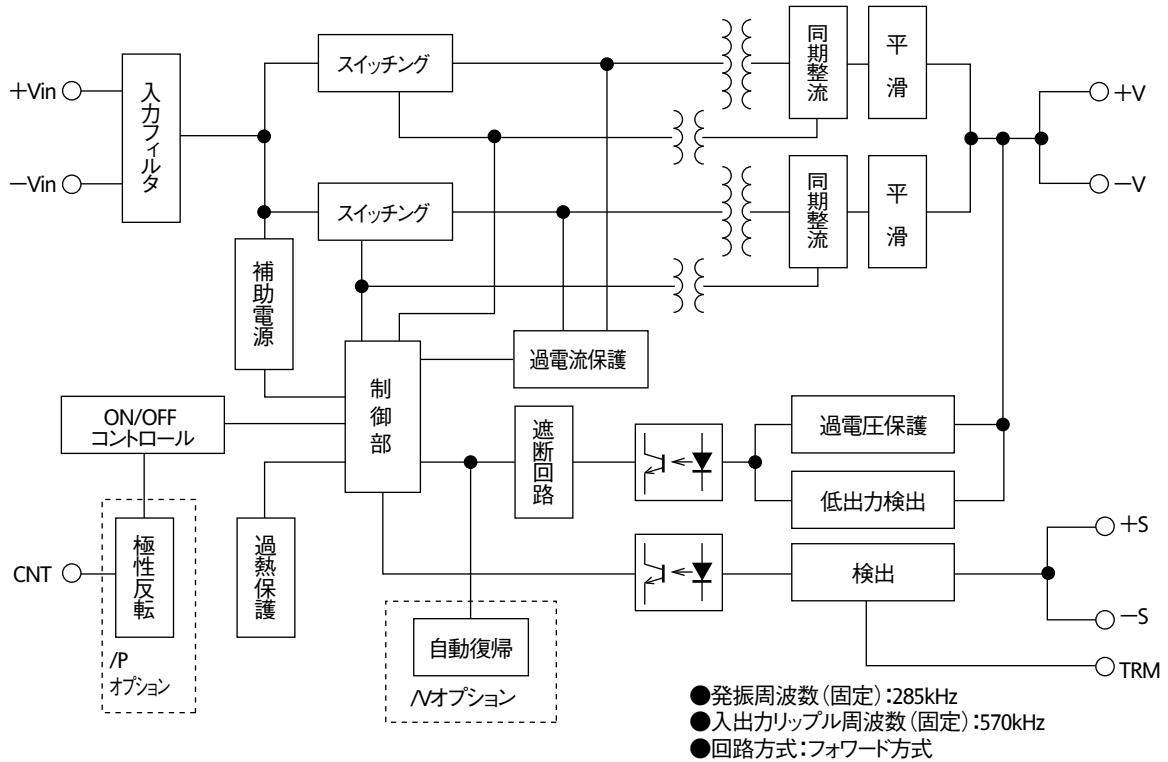 +Vin
−Vin
入力フィルタ
スイッチング
同期整流
平滑
+V
−V
スイッチング
同期整流
平滑
補助電源
過電流保護
制御部
ON/OFF
コントロール
遮断回路
過電圧保護
低出力検出
CNT
極性反転
/P
オプション
過熱保護
自動復帰
/Vオプション
検出
+S
−S
TRM
●発振周波数(固定):285kHz
●入出力リップル周波数(固定):570kHz
●回路方式:フォワード方式